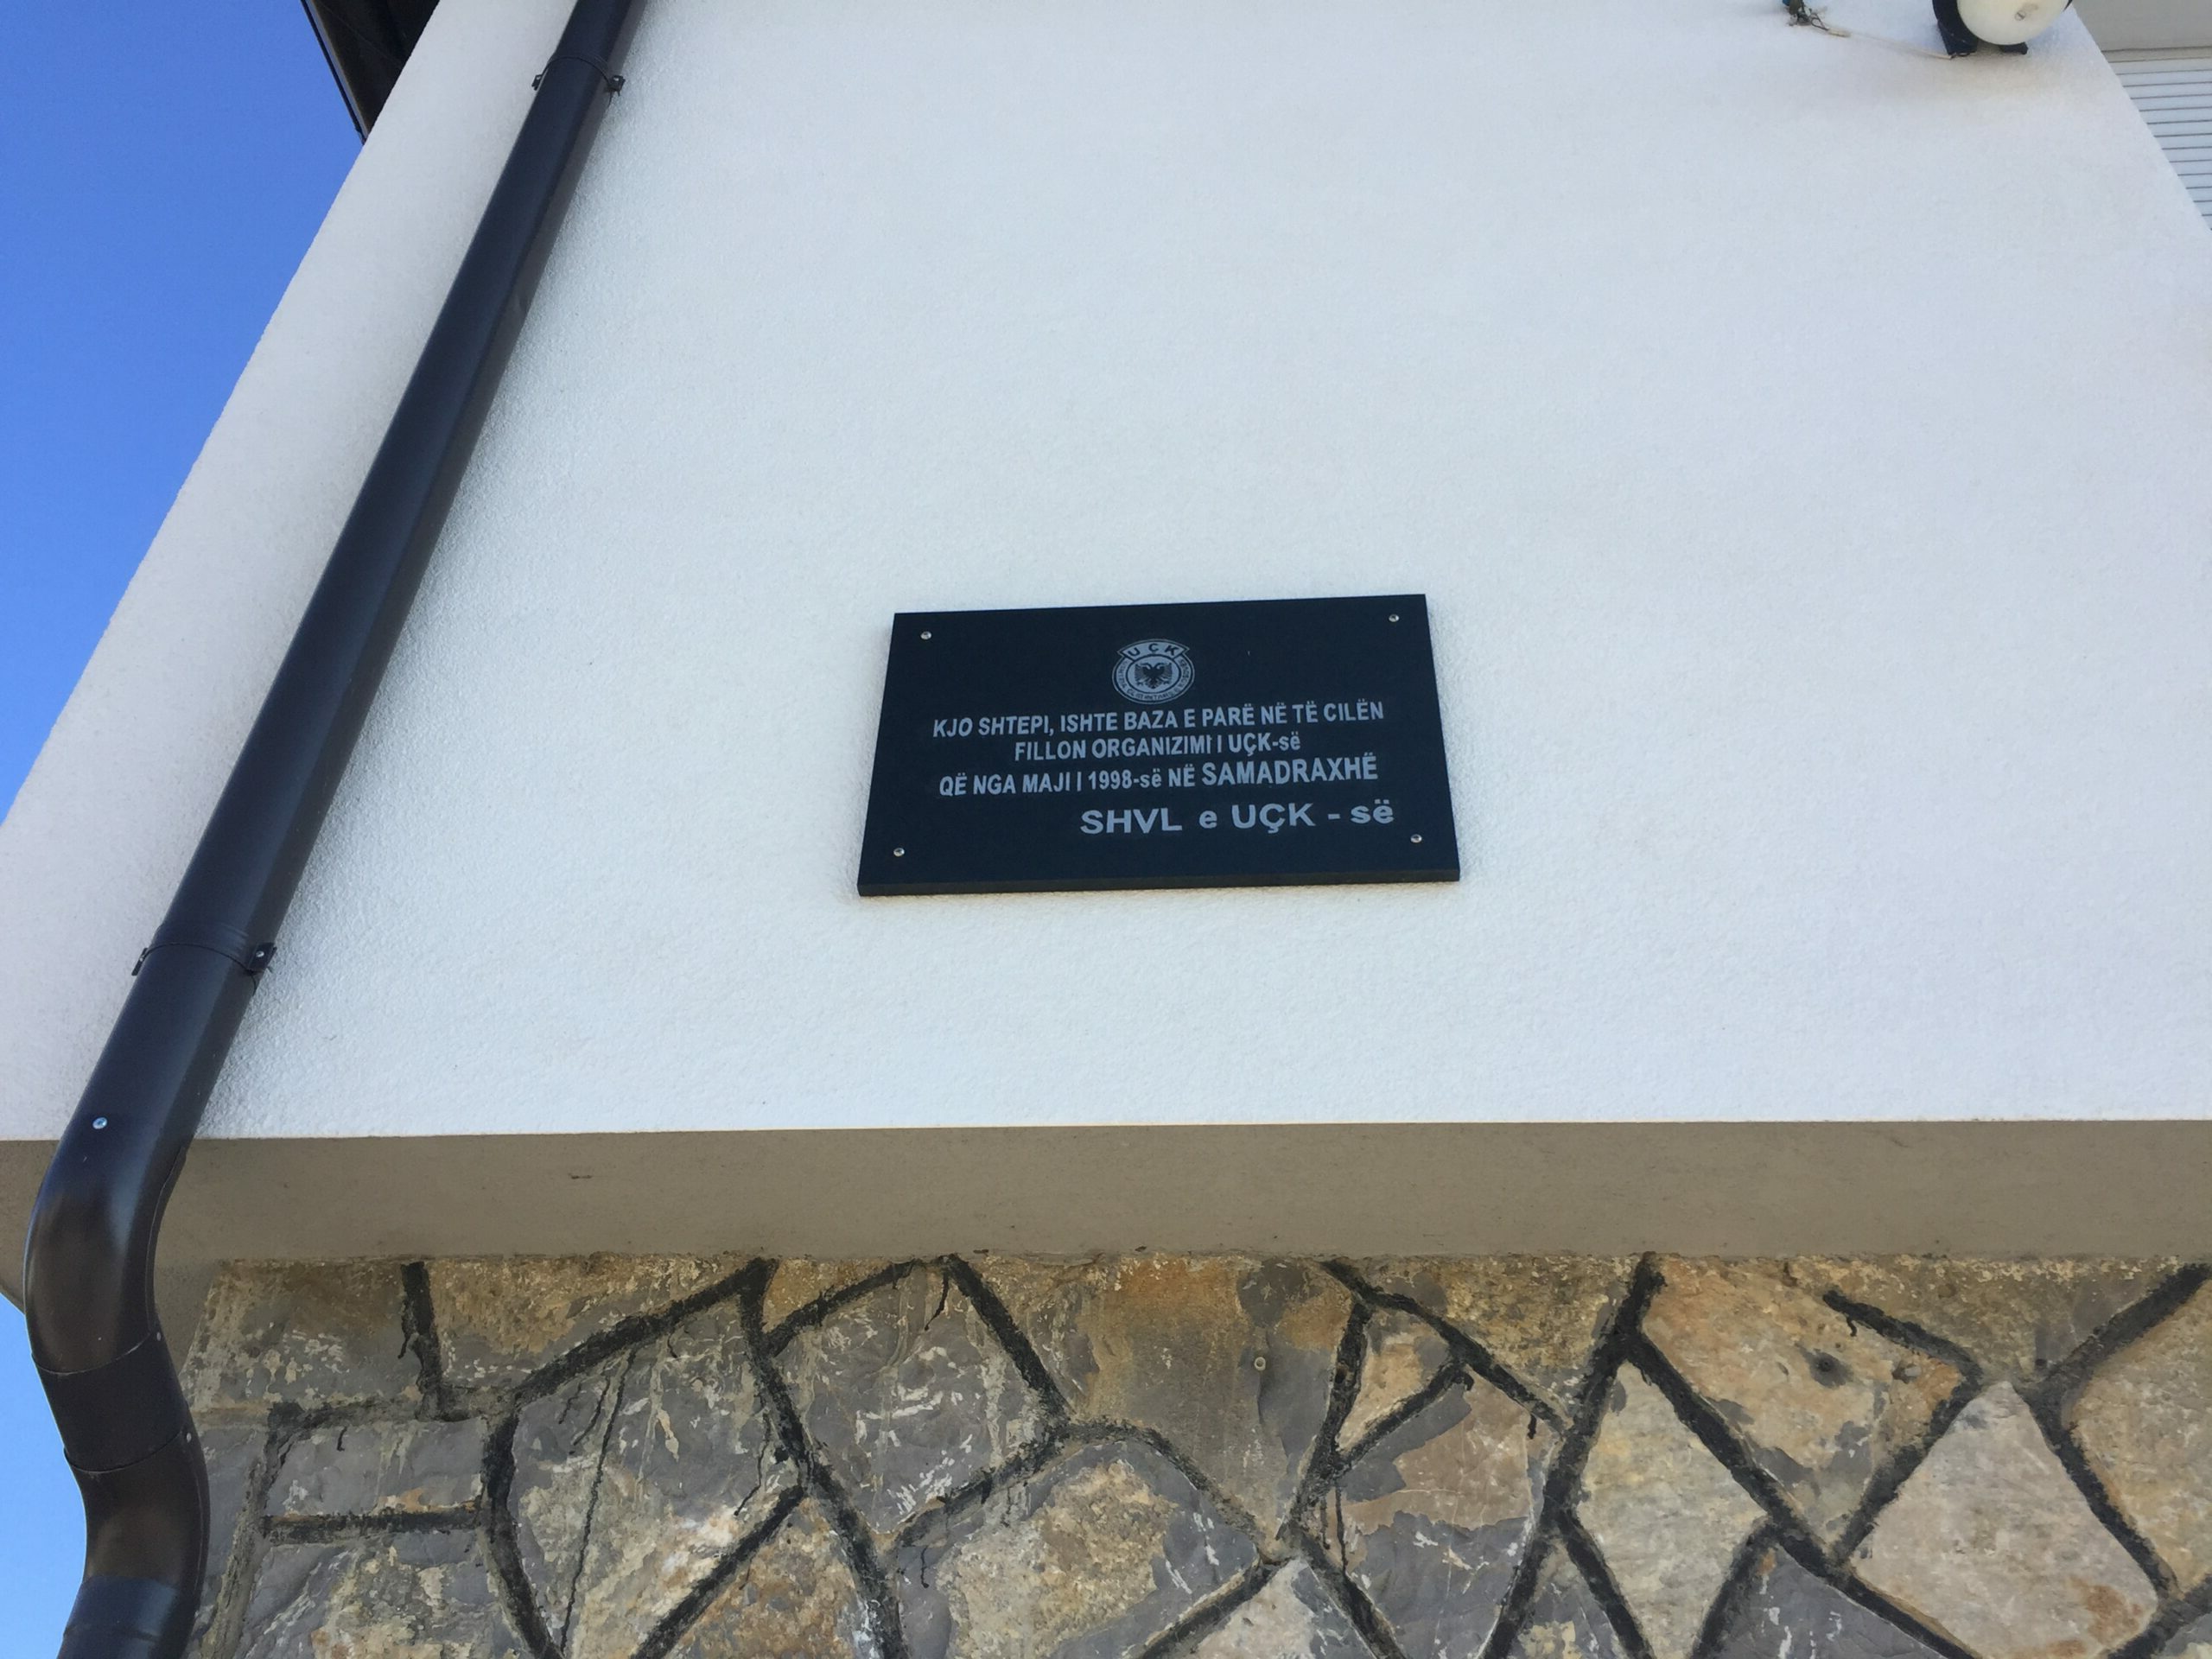 UÇK
KJO SHTEPI, ISHTE BAZA E PARË NË TË CILËN
FILLON ORGANIZIMI I UÇK-së
QË NGA MAJI I 1998-së NË SAMADRAXHË
SHVL e UÇK - së